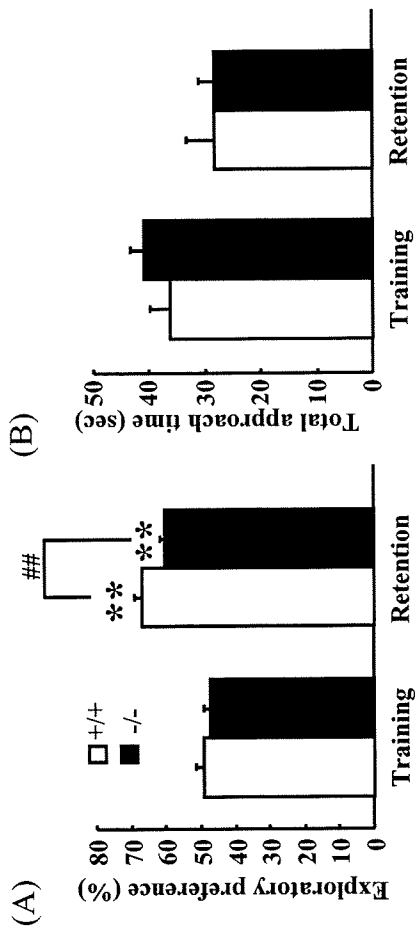 (A)
Exploratory preference (%)
80
70
60
50
40
30
20
10
0
+/+
-/-
**
##
**
Training
Retention
(B)
Total approach time (sec)
50
40
30
20
10
0
Training
Retention